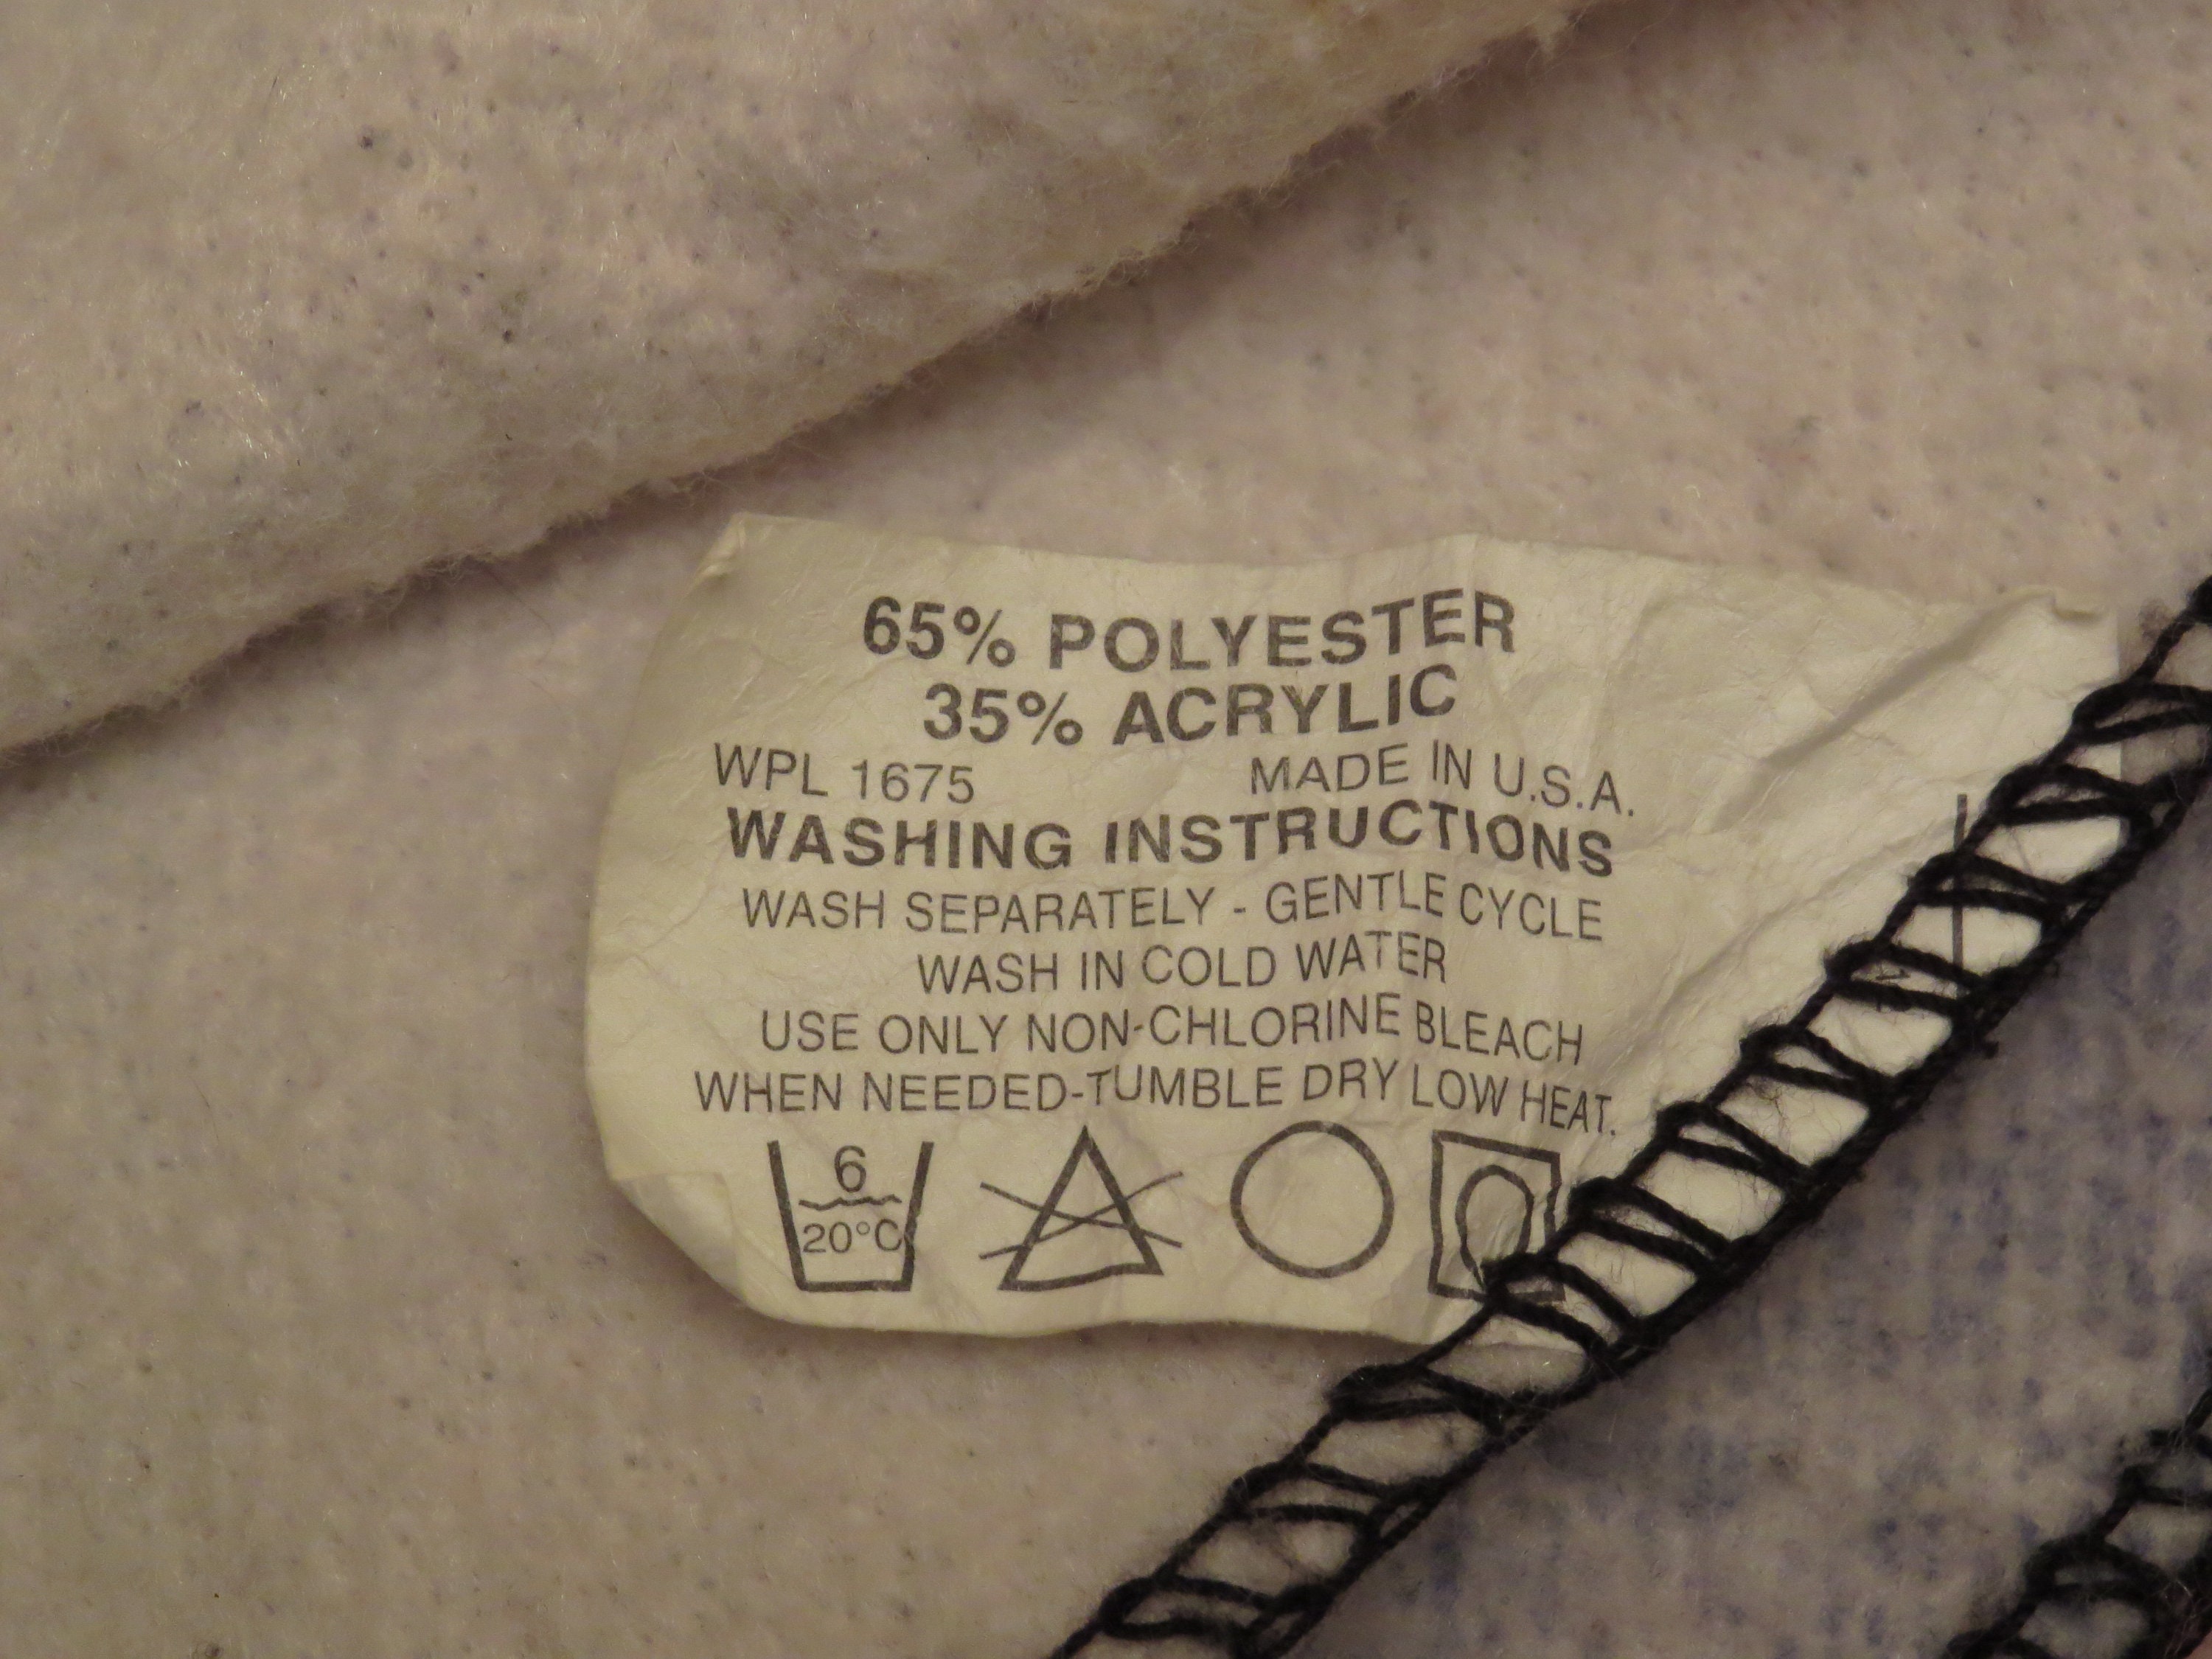 65% POLYESTER
35% ACRYLIC
WPL 1675 MADE IN U.S.A.
WASHING INSTRUCTIONS
WASH SEPARATELY - GENTLE CYCLE
WASH IN COLD WATER
USE ONLY NON-CHLORINE BLEACH
WHEN NEEDED-TUMBLE DRY LOW HEAT.
6
20°C